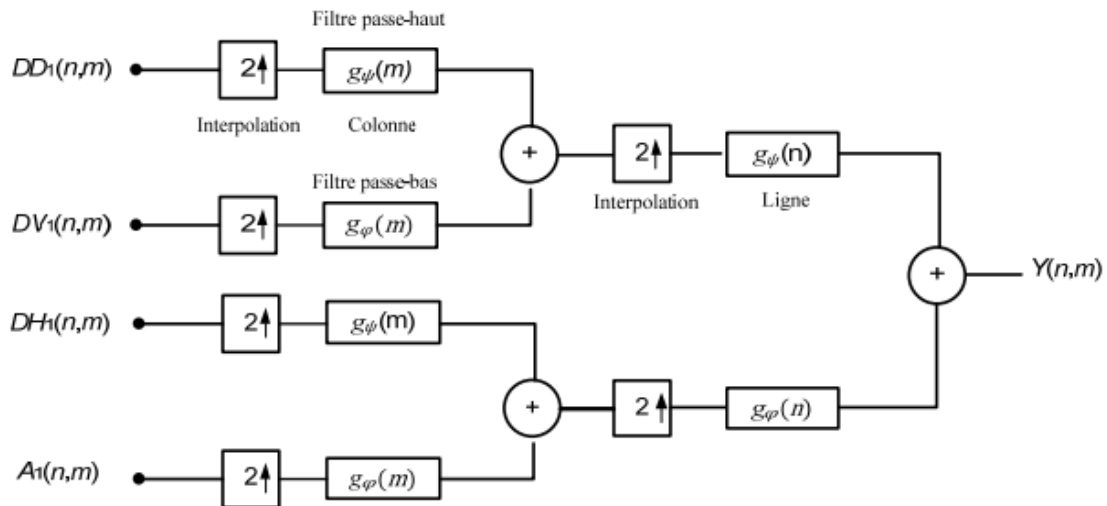 Filtre passe-haut
DD₁(n,m) 2↑ gψ(m)
Interpolation Colonne
+ 2↑ gψ(n)
Filtre passe-bas
Interpolation Ligne
DV₁(n,m) 2↑ gφ(m)
+ Y(n,m)
DH₁(n,m) 2↑ gψ(m)
+ 2↑ gφ(n)
A₁(n,m) 2↑ gφ(m)